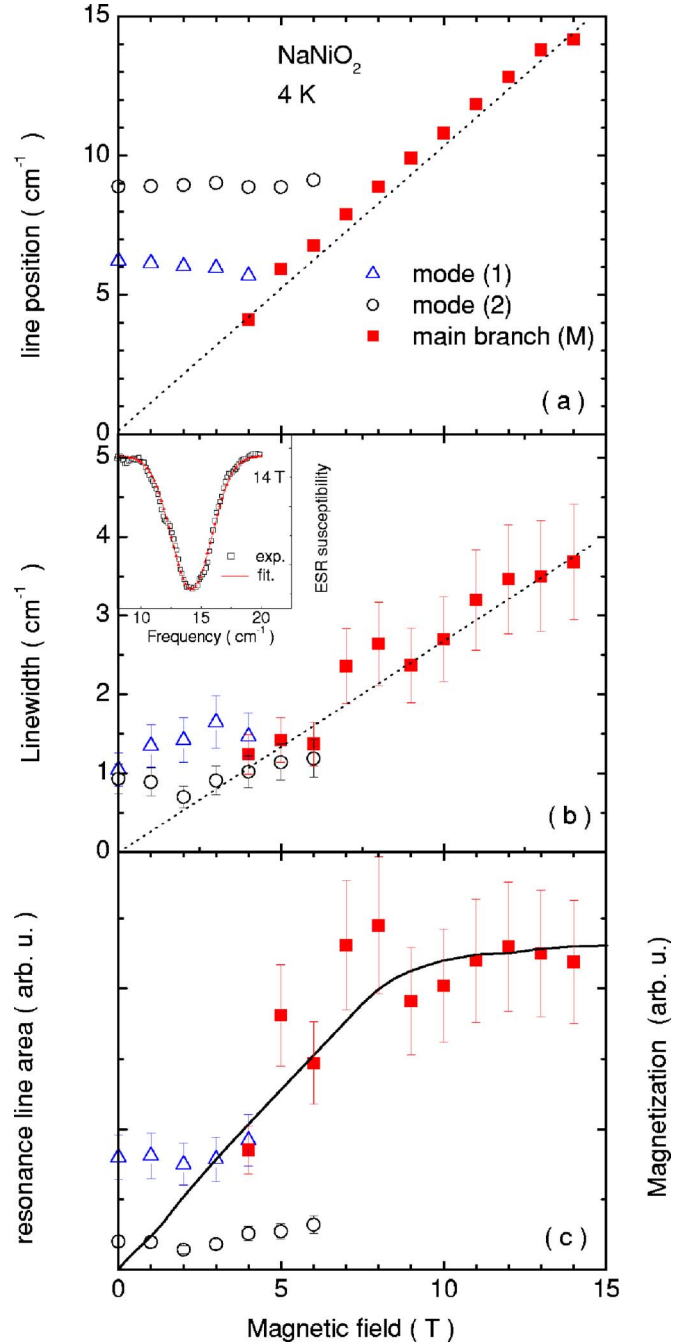 15
10
5
0
line position ( cm⁻¹ )
NaNiO₂
4 K
mode (1)
mode (2)
main branch (M)
( a )
5
4
3
2
1
0
Linewidth ( cm⁻¹ )
14 T
exp.
fit.
10 15 20
Frequency ( cm⁻¹ )
ESR susceptibility
( b )
resonance line area ( arb. u. )
Magnetization (arb. u.)
( c )
0 5 10 15
Magnetic field ( T )